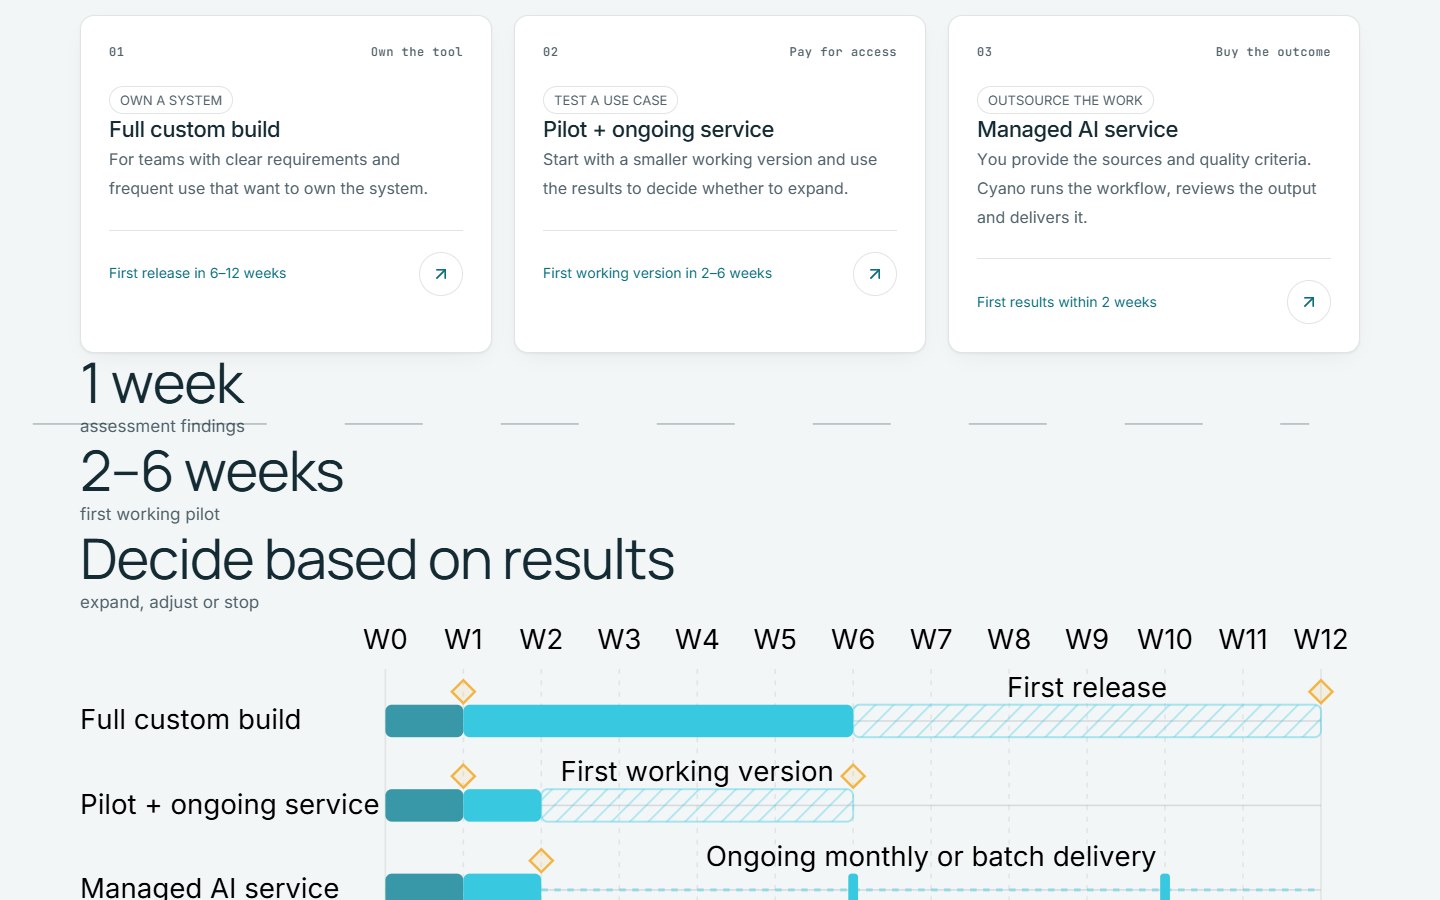 01
Own the tool
OWN A SYSTEM
Full custom build
For teams with clear requirements and
frequent use that want to own the system.
First release in 6–12 weeks
02
Pay for access
TEST A USE CASE
Pilot + ongoing service
Start with a smaller working version and use
the results to decide whether to expand.
First working version in 2–6 weeks
03
Buy the outcome
OUTSOURCE THE WORK
Managed AI service
You provide the sources and quality criteria.
Cyano runs the workflow, reviews the output
and delivers it.
First results within 2 weeks
1 week
assessment findings
2–6 weeks
first working pilot
Decide based on results
expand, adjust or stop
W0 W1 W2 W3 W4 W5 W6 W7 W8 W9 W10 W11 W12
First release
Full custom build
First working version
Pilot + ongoing service
Ongoing monthly or batch delivery
Managed AI service